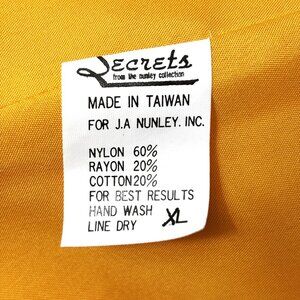 Secrets
from the nunley collection
MADE IN TAIWAN
FOR J.A NUNLEY. INC.
NYLON 60%
RAYON 20%
COTTON20%
FOR BEST RESULTS
HAND WASH
LINE DRY XL